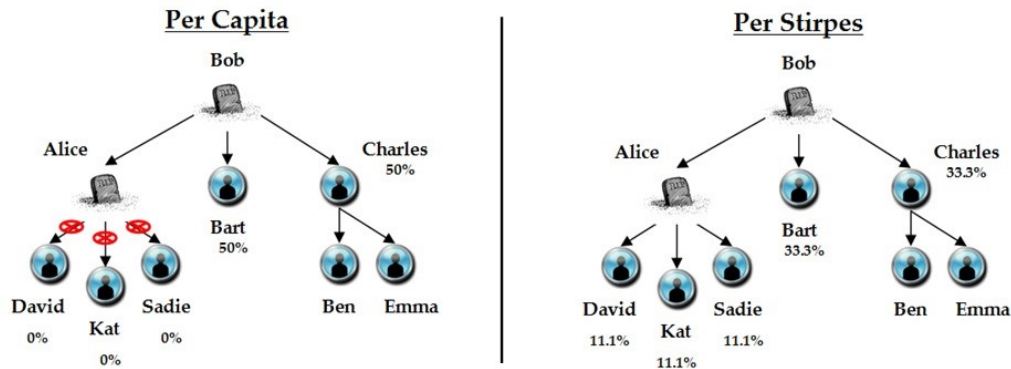 Per Capita
Bob
Alice
Charles
50%
Bart
50%
David
0%
Kat
0%
Sadie
0%
Ben
Emma
Per Stirpes
Bob
Alice
Charles
33.3%
Bart
33.3%
David
11.1%
Kat
11.1%
Sadie
11.1%
Ben
Emma